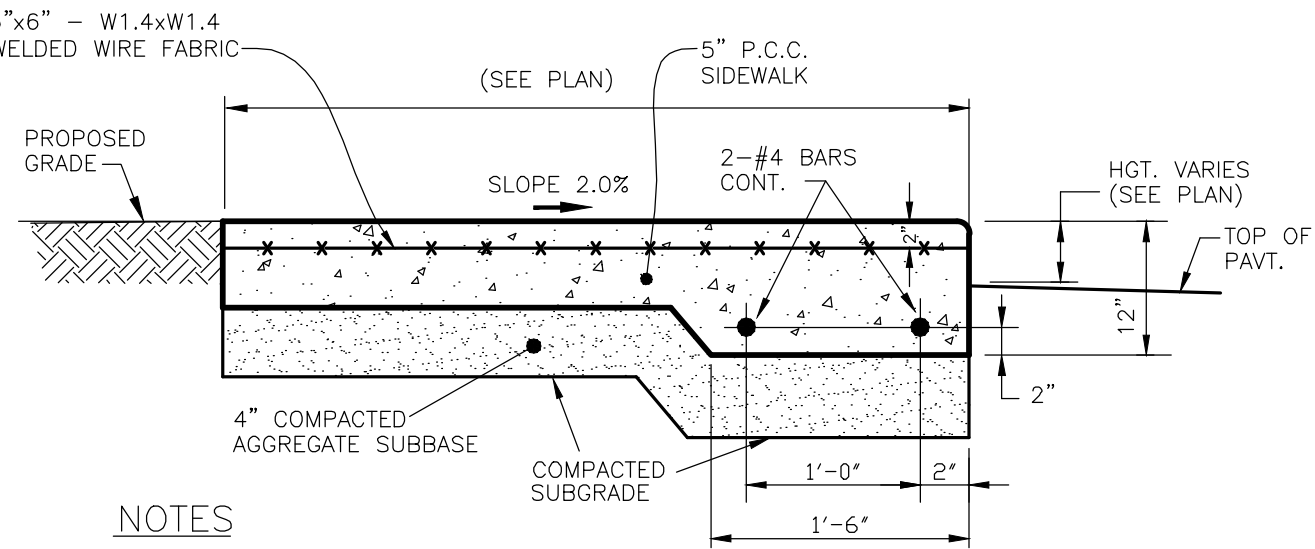 ”x6” – W1.4xW1.4
WELDED WIRE FABRIC
5” P.C.C.
SIDEWALK
(SEE PLAN)
PROPOSED
GRADE
2–#4 BARS
CONT.
HGT. VARIES
(SEE PLAN)
SLOPE 2.0%
2”
TOP OF
PAVT.
12”
2”
4” COMPACTED
AGGREGATE SUBBASE
COMPACTED
SUBGRADE
1’–0”
2”
1’–6”
NOTES